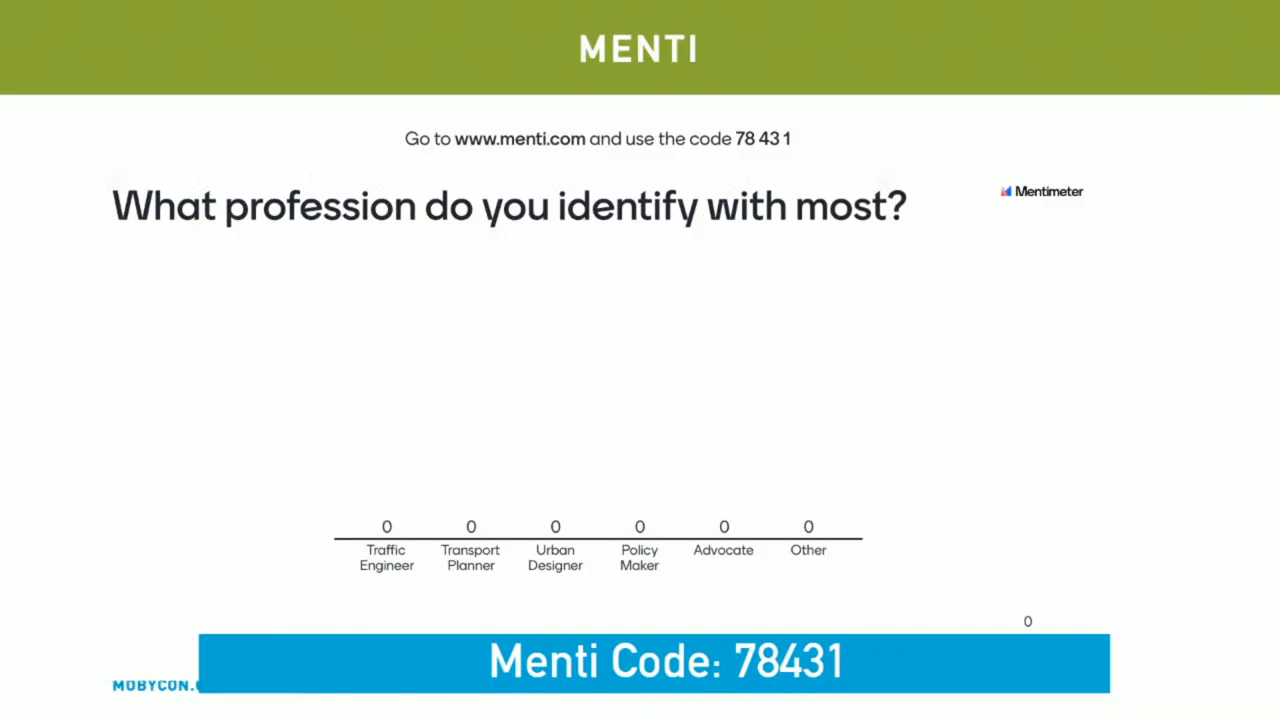 MENTI
Go to www.menti.com and use the code 78 43 1
What profession do you identify with most?
Mentimeter
0 0 0 0 0 0
Traffic Engineer
Transport Planner
Urban Designer
Policy Maker
Advocate
Other
0
Menti Code: 78431
MOBYCON.